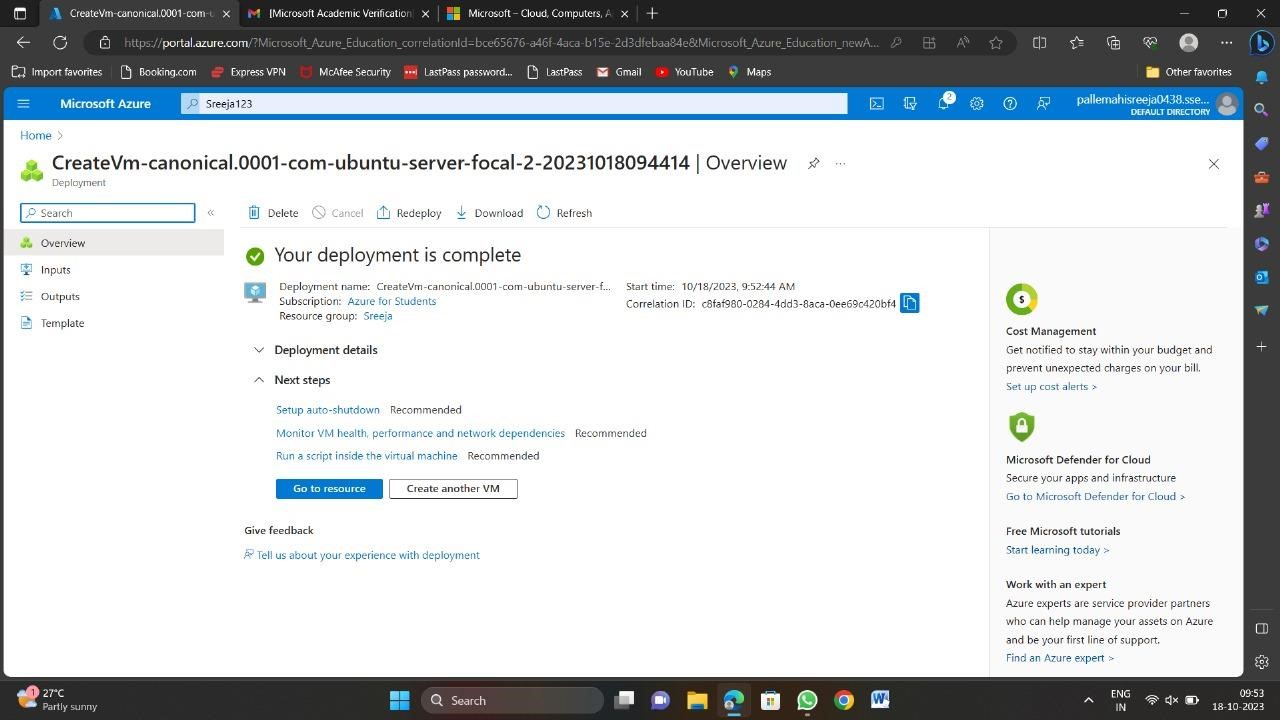 CreateVm-canonical.0001-com-u
[Microsoft Academic Verification
Microsoft – Cloud, Computers, A
https://portal.azure.com/?Microsoft_Azure_Education_correlationId=bce65676-a46f-4aca-b15e-2d3dfebaa84e&Microsoft_Azure_Education_newA...
Import favorites
Booking.com
Express VPN
McAfee Security
LastPass password...
LastPass
Gmail
YouTube
Maps
Other favorites
Microsoft Azure
Sreeja123
2
pallemahisreeja0438.sse...
DEFAULT DIRECTORY
Home
CreateVm-canonical.0001-com-ubuntu-server-focal-2-20231018094414 | Overview
Deployment
Search
Delete
Cancel
Redeploy
Download
Refresh
Overview
Inputs
Outputs
Template
Your deployment is complete
Deployment name: CreateVm-canonical.0001-com-ubuntu-server-f...
Subscription: Azure for Students
Resource group: Sreeja
Start time: 10/18/2023, 9:52:44 AM
Correlation ID: c8faf980-0284-4dd3-8aca-0ee69c420bf4
Deployment details
Next steps
Setup auto-shutdown Recommended
Monitor VM health, performance and network dependencies Recommended
Run a script inside the virtual machine Recommended
Go to resource
Create another VM
Give feedback
Tell us about your experience with deployment
Cost Management
Get notified to stay within your budget and
prevent unexpected charges on your bill.
Set up cost alerts >
Microsoft Defender for Cloud
Secure your apps and infrastructure
Go to Microsoft Defender for Cloud >
Free Microsoft tutorials
Start learning today >
Work with an expert
Azure experts are service provider partners
who can help manage your assets on Azure
and be your first line of support.
Find an Azure expert >
1
27°C
Partly sunny
Search
ENG
IN
09:53
18-10-2023